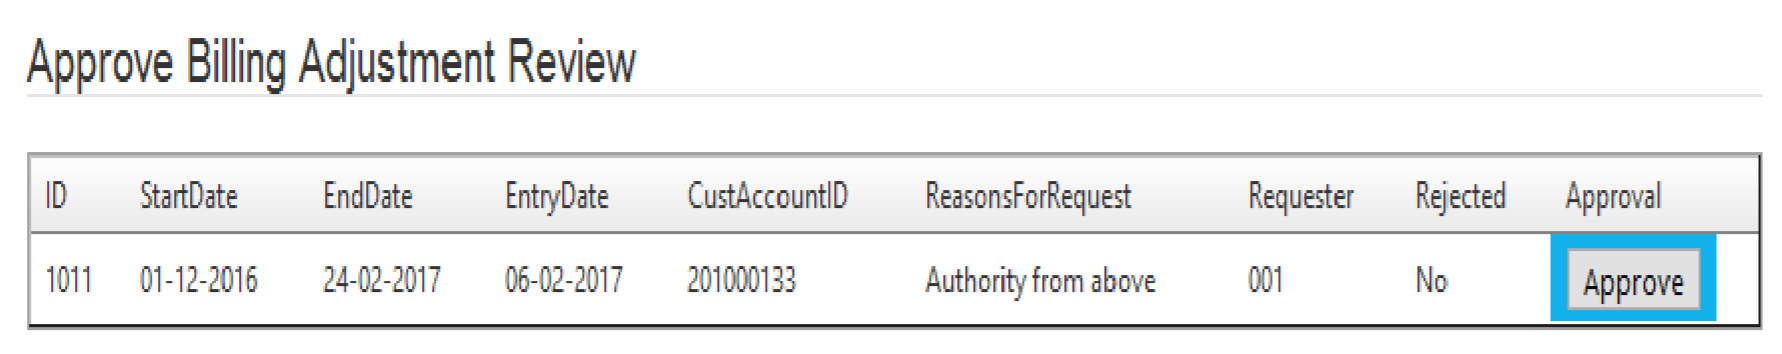 Approve Billing Adjustment Review
ID StartDate EndDate EntryDate CustAccountID ReasonsForRequest Requester Rejected Approval
1011 01-12-2016 24-02-2017 06-02-2017 201000133 Authority from above 001 No Approve